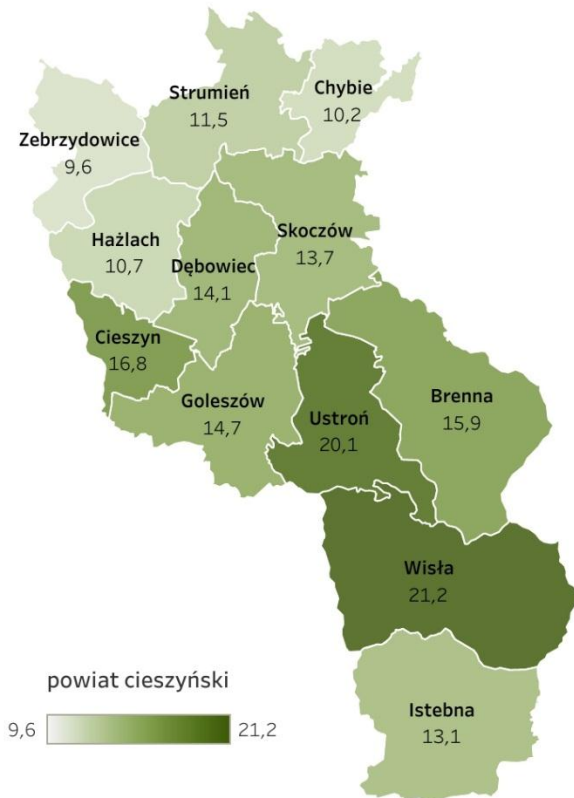 Chybie
10,2
Strumień
11,5
Zebrzydowice
9,6
Hażlach
10,7
Skoczów
13,7
Dębowiec
14,1
Cieszyn
16,8
Goleszów
14,7
Ustroń
20,1
Brenna
15,9
Wisła
21,2
Istebna
13,1
powiat cieszyński
9,6 21,2